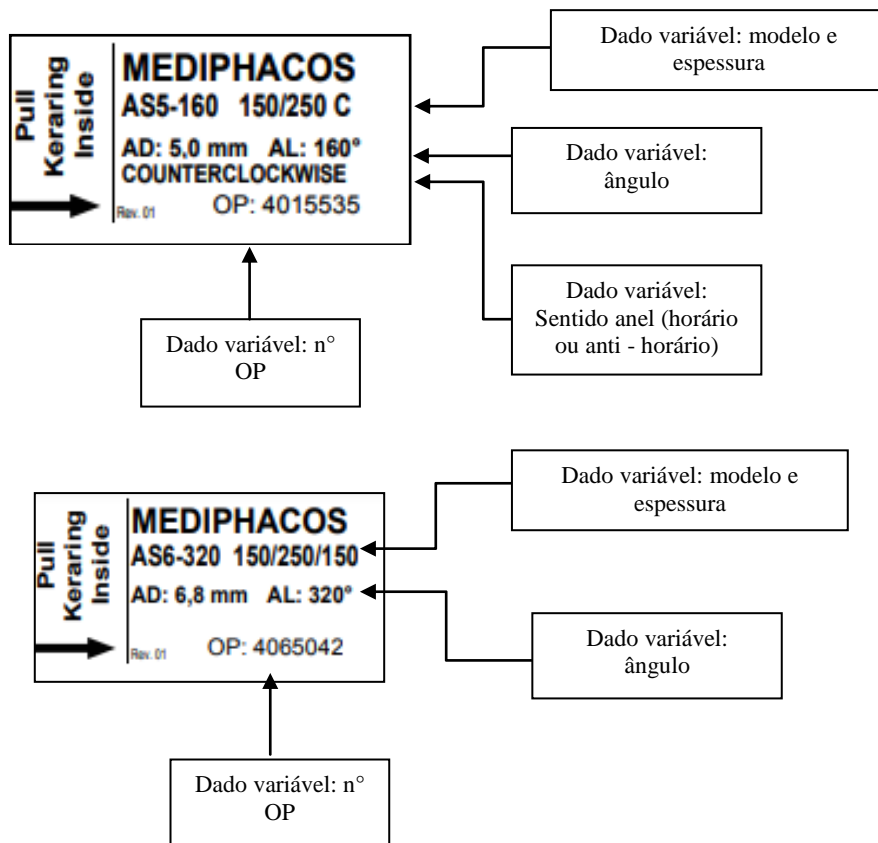 Dado variável: modelo e
espessura
Pull
Keraring
Inside
MEDIPHACOS
AS5-160 150/250 C
AD: 5,0 mm AL: 160°
COUNTERCLOCKWISE
Rev. 01 OP: 4015535
Dado variável:
ângulo
Dado variável:
Sentido anel (horário
ou anti - horário)
Dado variável: n°
OP
Dado variável: modelo e
espessura
Pull
Keraring
Inside
MEDIPHACOS
AS6-320 150/250/150
AD: 6,8 mm AL: 320°
Rev. 01 OP: 4065042
Dado variável:
ângulo
Dado variável: n°
OP